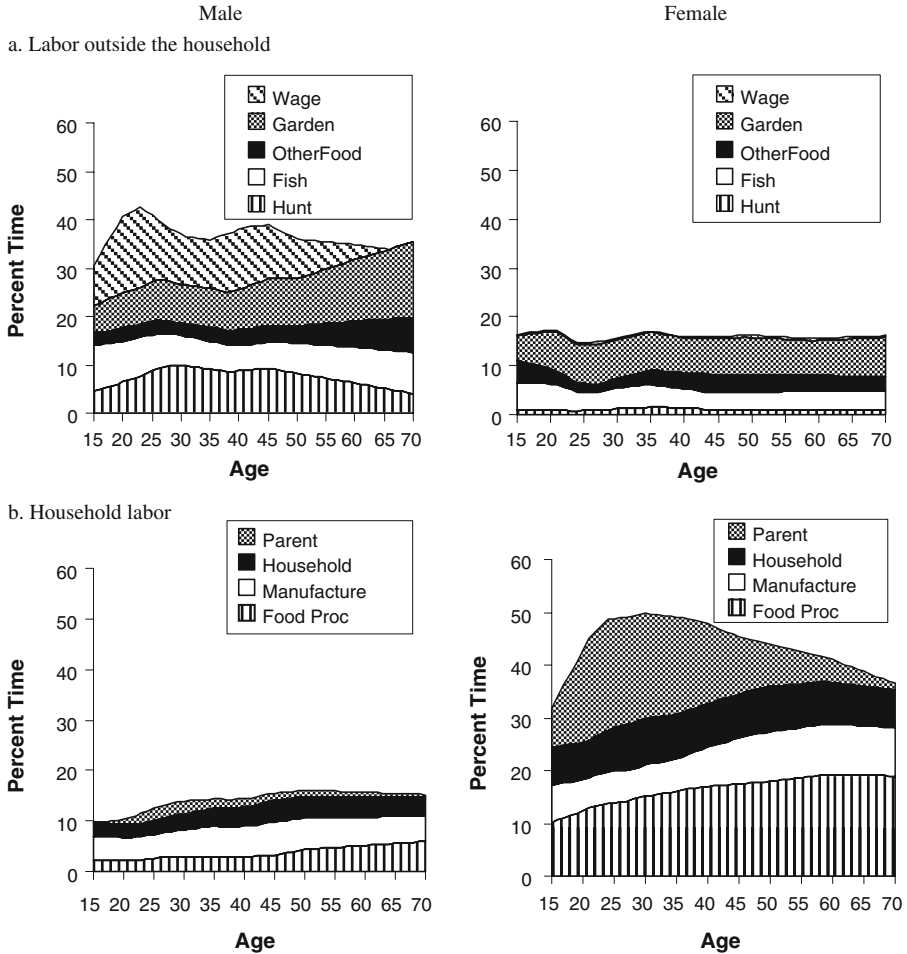 Male Female
a. Labor outside the household
Wage
Garden
OtherFood
Fish
Hunt
60
50
40
30
20
10
0
Percent Time
15 20 25 30 35 40 45 50 55 60 65 70
Age
Wage
Garden
OtherFood
Fish
Hunt
60
50
40
30
20
10
0
Percent Time
15 20 25 30 35 40 45 50 55 60 65 70
Age
b. Household labor
Parent
Household
Manufacture
Food Proc
60
50
40
30
20
10
0
Percent Time
15 20 25 30 35 40 45 50 55 60 65 70
Age
Parent
Household
Manufacture
Food Proc
60
50
40
30
20
10
0
Percent Time
15 20 25 30 35 40 45 50 55 60 65 70
Age